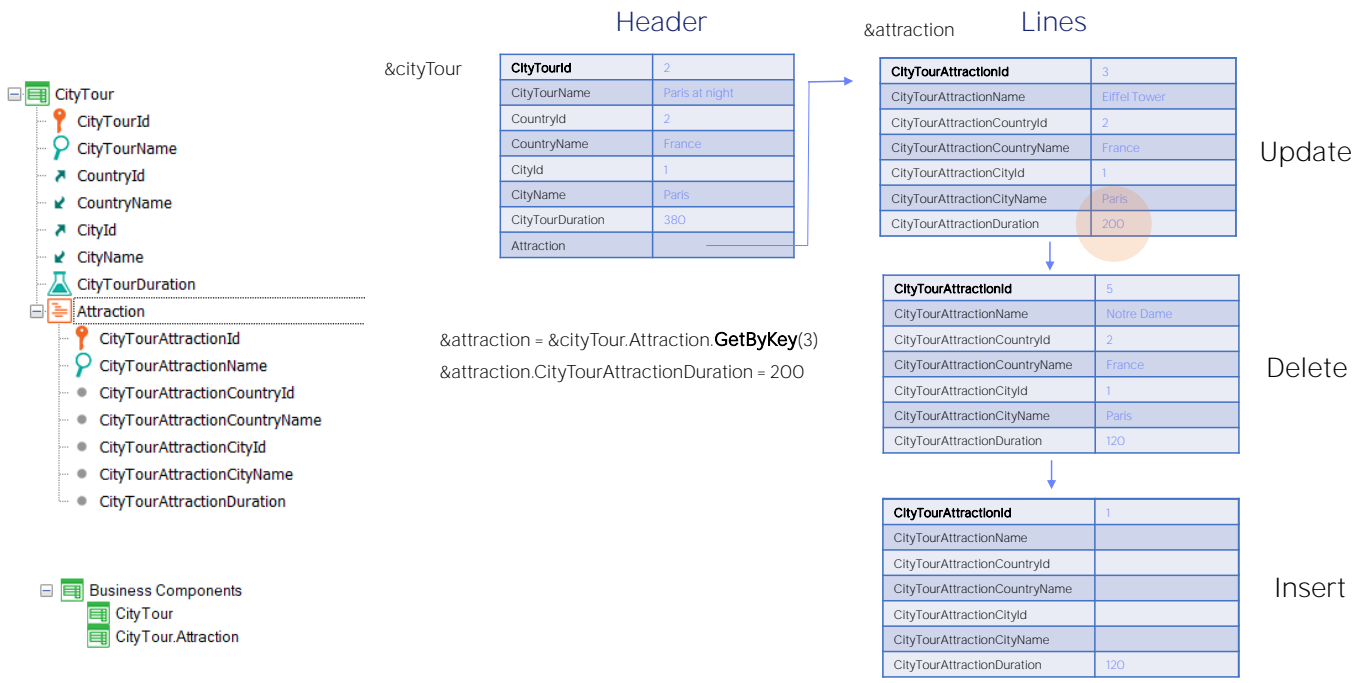 Header
Lines
&cityTour
&attraction
CityTour
CityTourId
CityTourName
CountryId
CountryName
CityId
CityName
CityTourDuration
Attraction
CityTourAttractionId
CityTourAttractionName
CityTourAttractionCountryId
CityTourAttractionCountryName
CityTourAttractionCityId
CityTourAttractionCityName
CityTourAttractionDuration
Business Components
CityTour
CityTour.Attraction
CityTourId 2
CityTourName Paris at night
CountryId 2
CountryName France
CityId 1
CityName Paris
CityTourDuration 380
Attraction
&attraction = &cityTour.Attraction.GetByKey(3)
&attraction.CityTourAttractionDuration = 200
CityTourAttractionId 3
CityTourAttractionName Eiffel Tower
CityTourAttractionCountryId 2
CityTourAttractionCountryName France
CityTourAttractionCityId 1
CityTourAttractionCityName Paris
CityTourAttractionDuration 200
Update
CityTourAttractionId 5
CityTourAttractionName Notre Dame
CityTourAttractionCountryId 2
CityTourAttractionCountryName France
CityTourAttractionCityId 1
CityTourAttractionCityName Paris
CityTourAttractionDuration 120
Delete
CityTourAttractionId 1
CityTourAttractionName
CityTourAttractionCountryId
CityTourAttractionCountryName
CityTourAttractionCityId
CityTourAttractionCityName
CityTourAttractionDuration 120
Insert